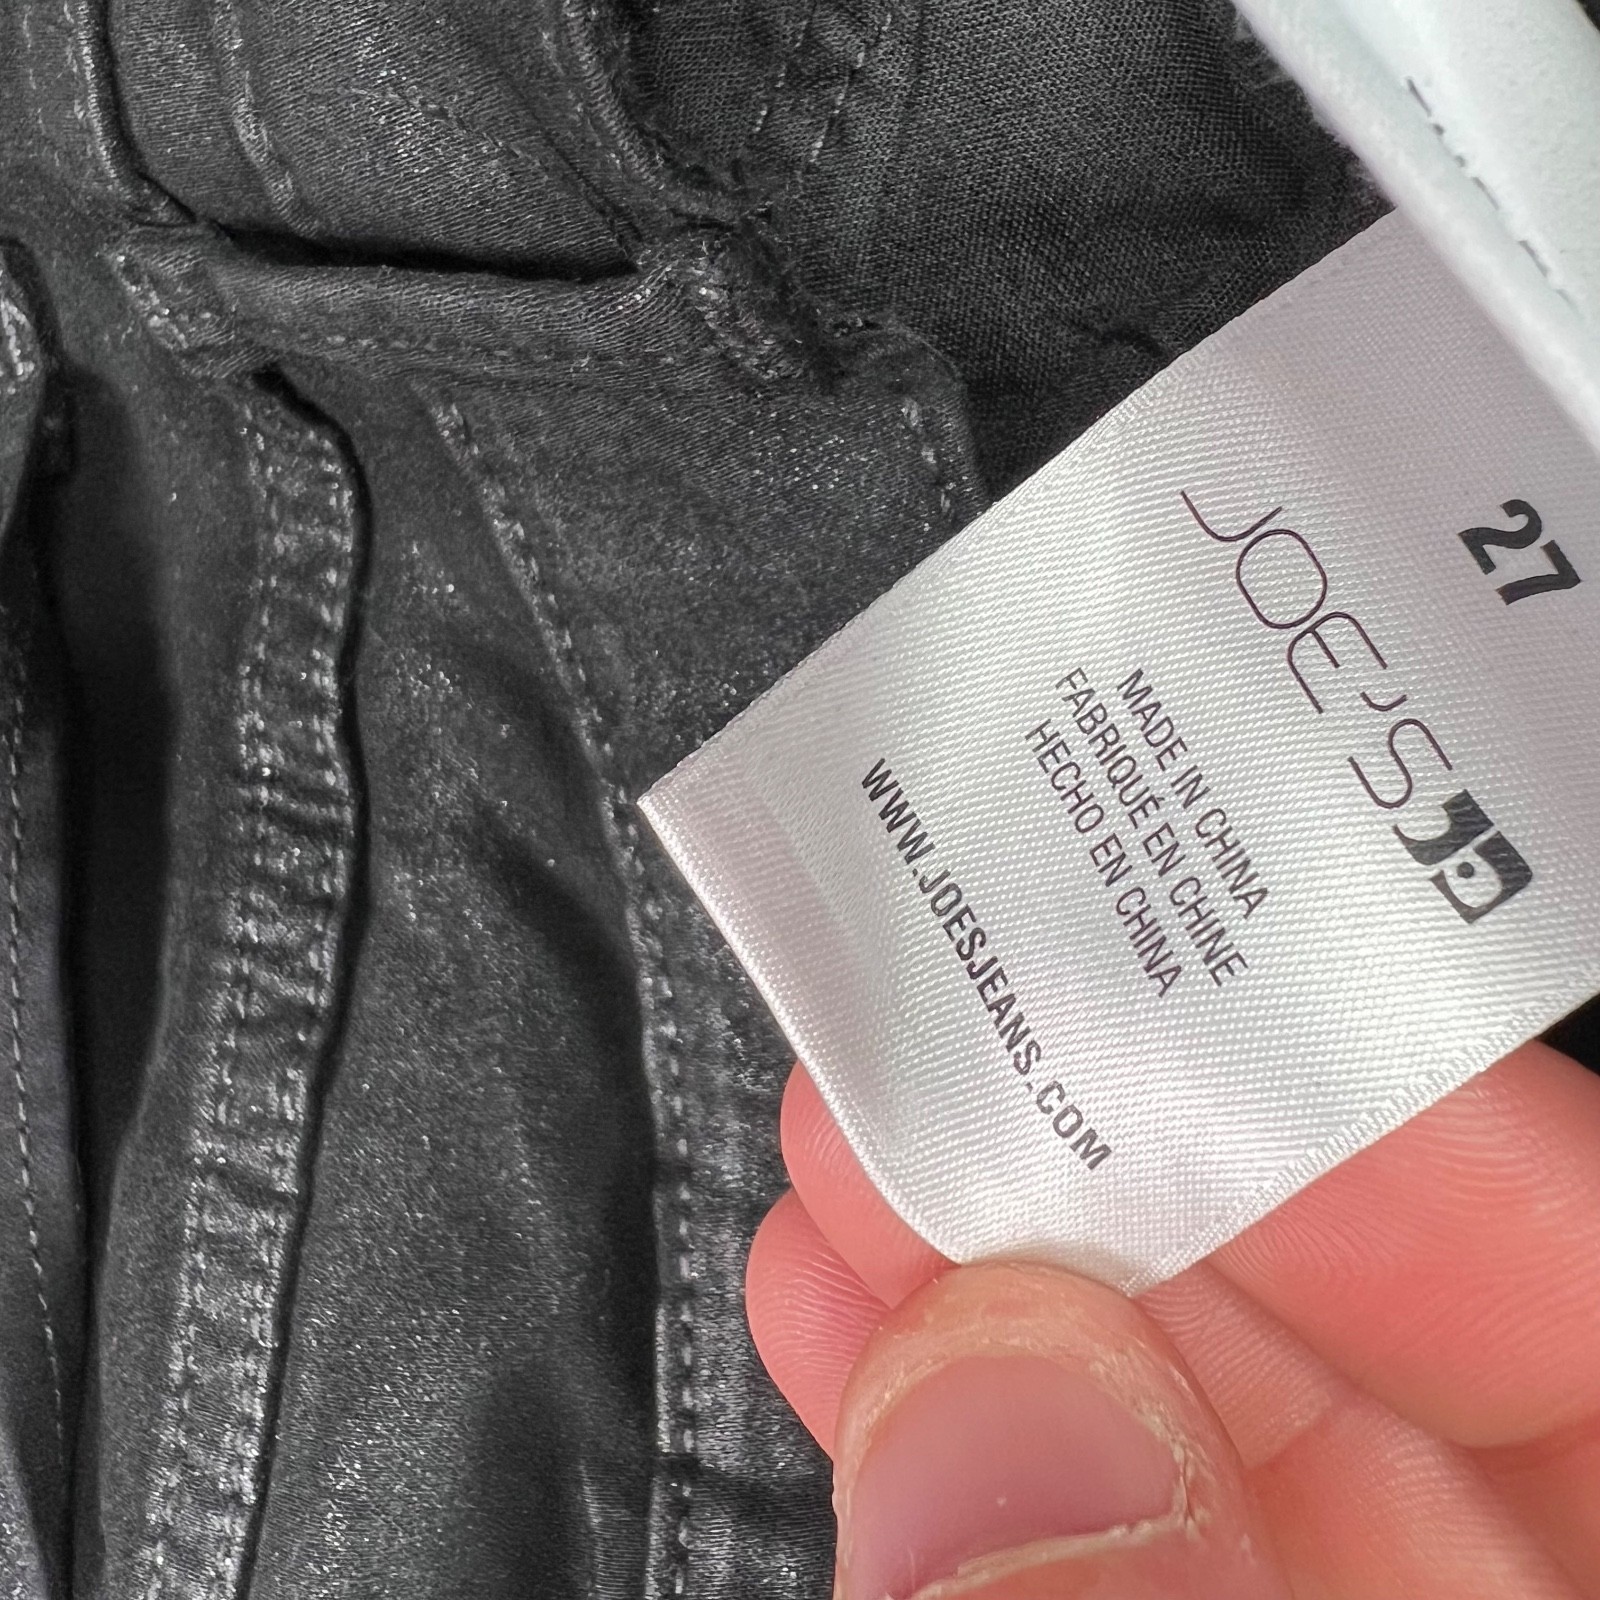 27
JOE'S
MADE IN CHINA
FABRIQUÉ EN CHINE
HECHO EN CHINA
WWW.JOESJEANS.COM